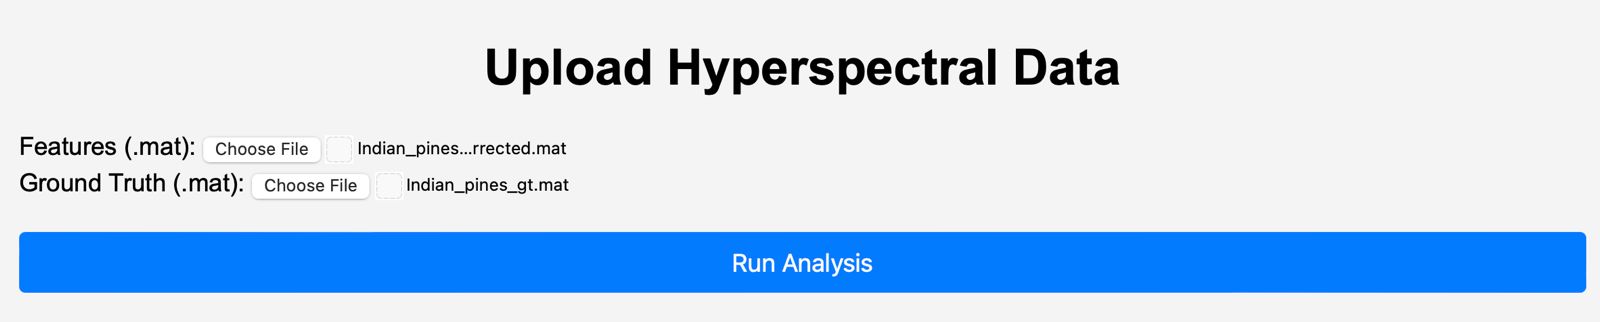 Upload Hyperspectral Data
Features (.mat): Choose File Indian_pines...rrected.mat
Ground Truth (.mat): Choose File Indian_pines_gt.mat
Run Analysis